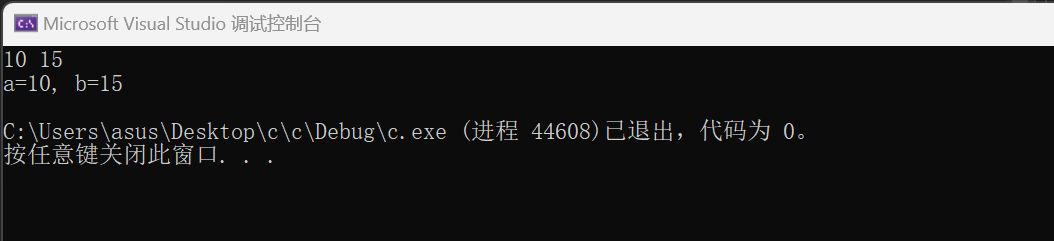 Microsoft Visual Studio 调试控制台
10 15
a=10, b=15
C:\Users\asus\Desktop\c\c\Debug\c.exe (进程 44608)已退出，代码为 0。
按任意键关闭此窗口. . .